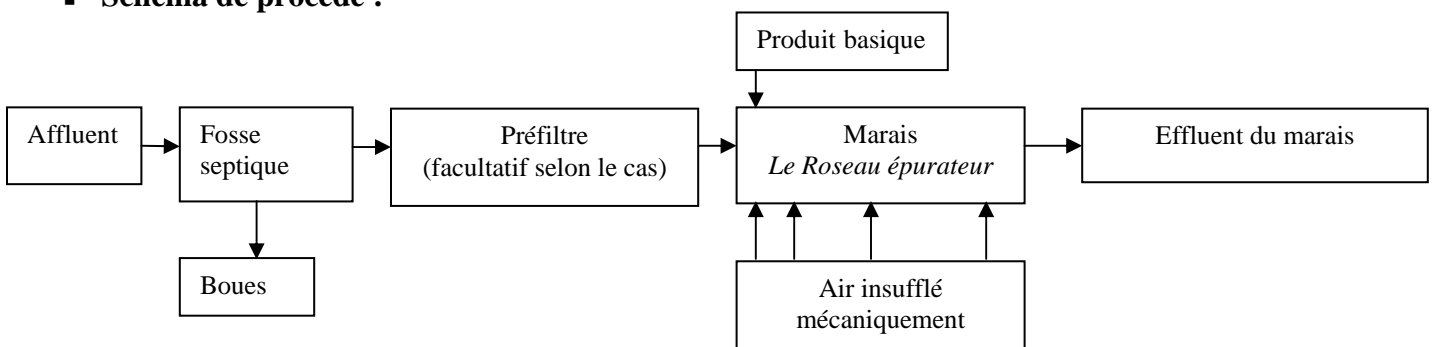 ▪ Schéma de procédé :
Produit basique
Affluent
Fosse
septique
Préfiltre
(facultatif selon le cas)
Marais
Le Roseau épurateur
Effluent du marais
Boues
Air insufflé
mécaniquement